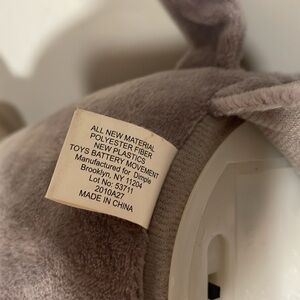 ALL NEW MATERIAL
POLYESTER FIBER
NEW PLASTICS
TOYS BATTERY MOVEMENT
Manufactured for Dimple
Brooklyn, NY 11204
Lot No: 53711
2010A27
MADE IN CHINA